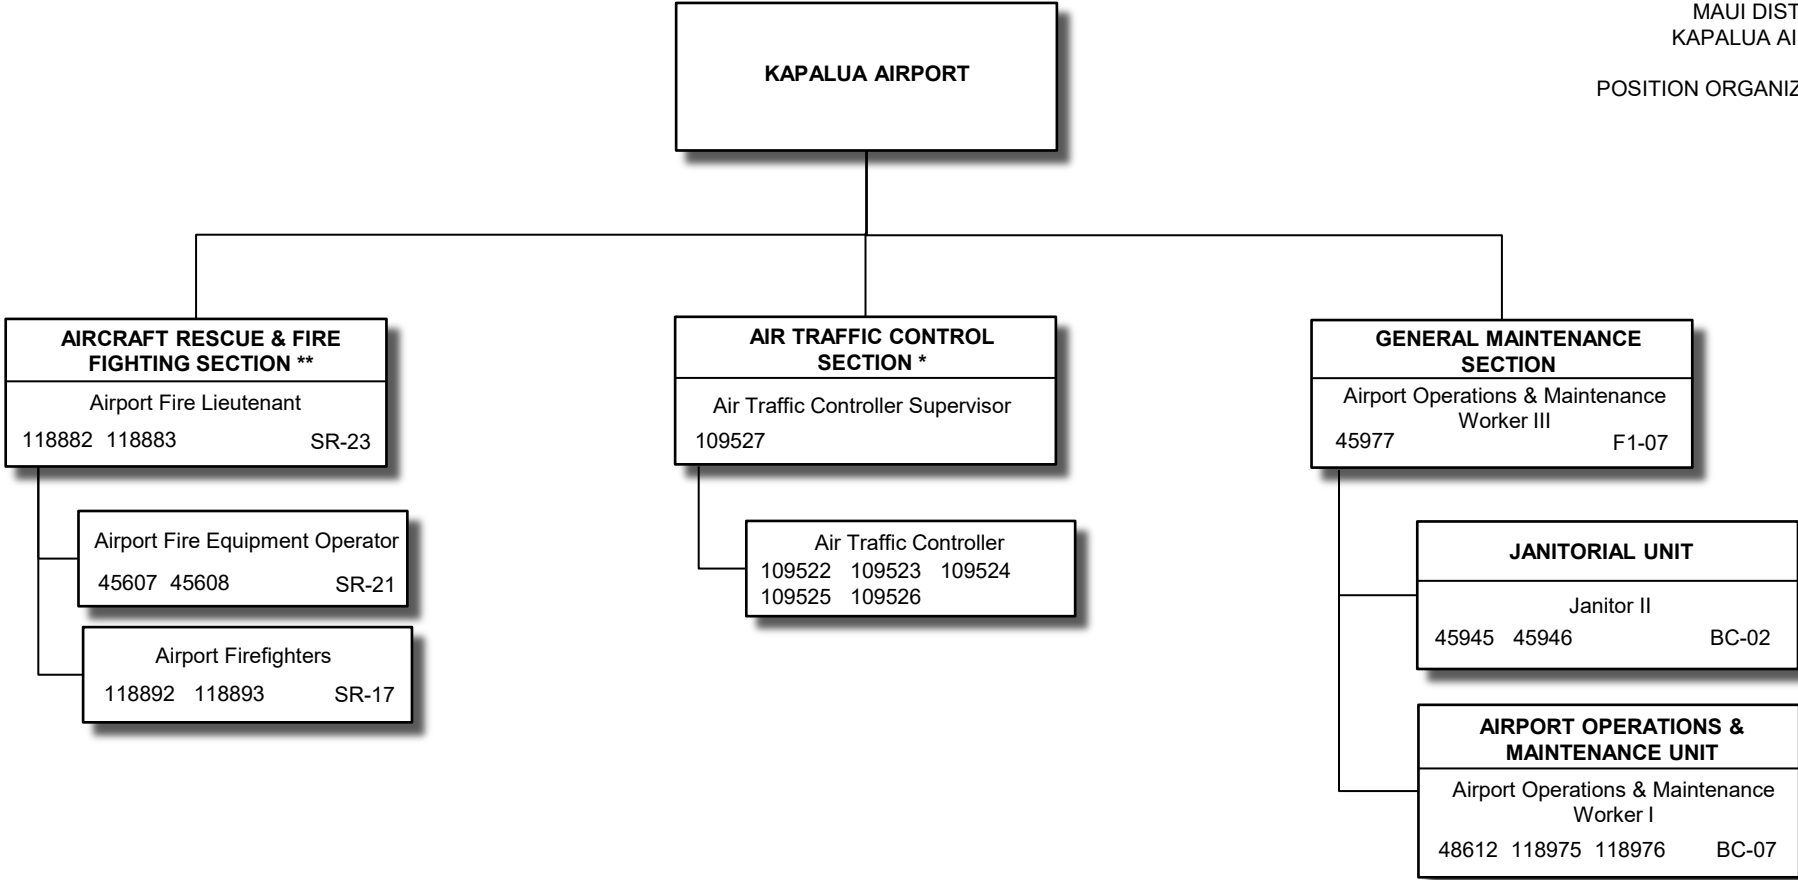 MAUI DIST
KAPALUA AI
POSITION ORGANIZ
KAPALUA AIRPORT
AIRCRAFT RESCUE & FIRE
FIGHTING SECTION **
Airport Fire Lieutenant
118882 118883 SR-23
Airport Fire Equipment Operator
45607 45608 SR-21
Airport Firefighters
118892 118893 SR-17
AIR TRAFFIC CONTROL
SECTION *
Air Traffic Controller Supervisor
109527
Air Traffic Controller
109522 109523 109524
109525 109526
GENERAL MAINTENANCE
SECTION
Airport Operations & Maintenance
Worker III
45977 F1-07
JANITORIAL UNIT
Janitor II
45945 45946 BC-02
AIRPORT OPERATIONS &
MAINTENANCE UNIT
Airport Operations & Maintenance
Worker I
48612 118975 118976 BC-07